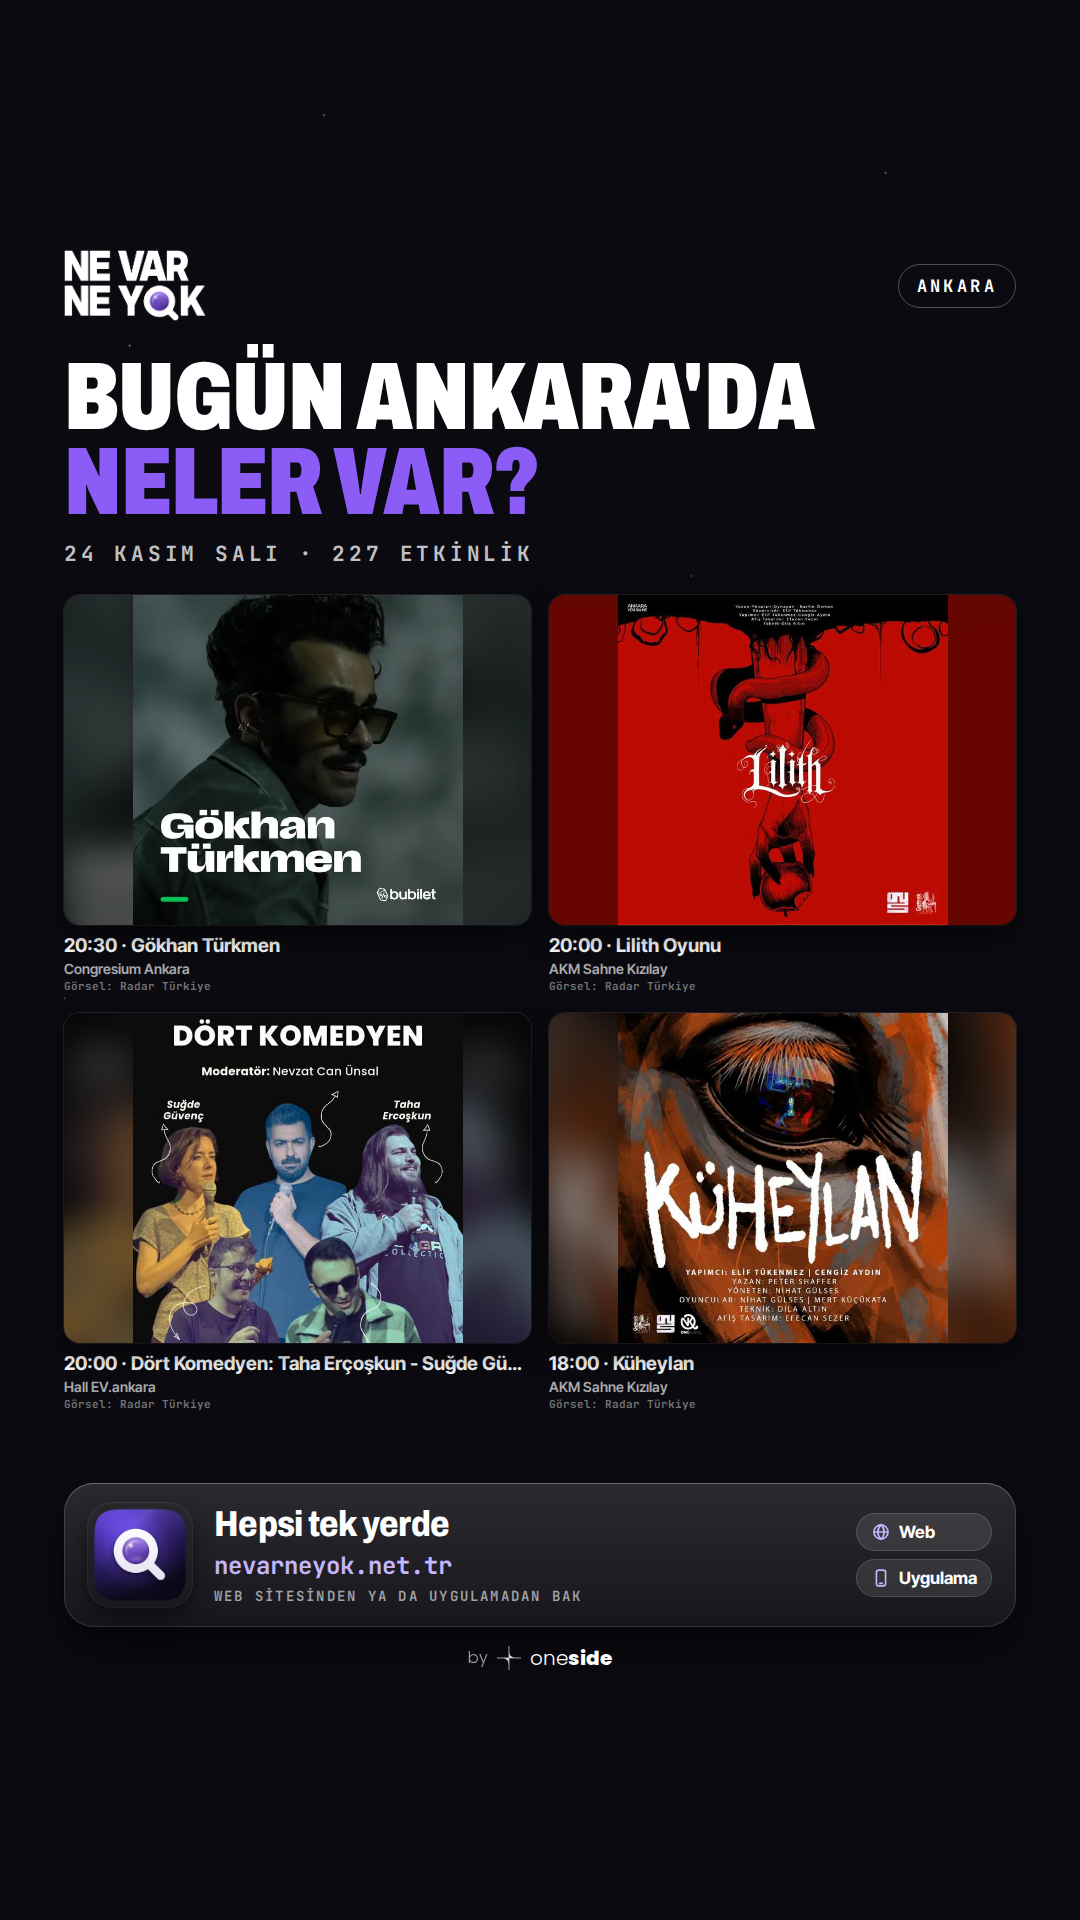 NE VAR
NE YOK
ANKARA
BUGÜN ANKARA'DA
NELER VAR?
24 KASIM SALI · 227 ETKİNLİK
Gökhan
Türkmen
bubilet
20:30 · Gökhan Türkmen
Congresium Ankara
Görsel: Radar Türkiye
Lilith
20:00 · Lilith Oyunu
AKM Sahne Kızılay
Görsel: Radar Türkiye
DÖRT KOMEDYEN
Moderatör: Nevzat Can Ünsal
Suğde
Güvenç
Taha
Ercoşkun
20:00 · Dört Komedyen: Taha Erçoşkun - Suğde Gü...
Hall EV.ankara
Görsel: Radar Türkiye
KÜHEYLAN
YAPIMCI: ELİF TÜKENMEZ | CENGİZ AYDIN
YAZAN: PETER SHAFFER
YÖNETEN: NİHAT GÜLSES
OYUNCULAR: NİHAT GÜLSES | MERT KÜÇÜKATA
TEKNİK: DİLA ALTIN
AFİŞ TASARIM: EFECAN SEZER
18:00 · Küheylan
AKM Sahne Kızılay
Görsel: Radar Türkiye
Hepsi tek yerde
nevarneyok.net.tr
WEB SİTESİNDEN YA DA UYGULAMADAN BAK
Web
Uygulama
by oneside